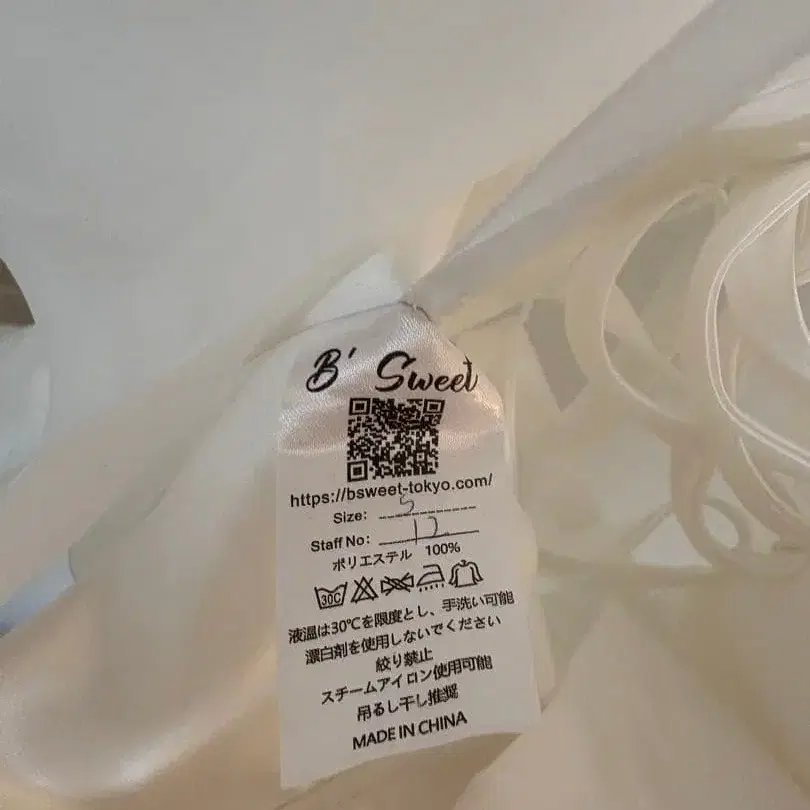 B' Sweet
https://bsweet-tokyo.com/
Size: S
Staff No: 12
ポリエステル 100%
30C
液温は30℃を限度とし、手洗い可能
漂白剤を使用しないでください
絞り禁止
スチームアイロン使用可能
吊るし干し推奨
MADE IN CHINA